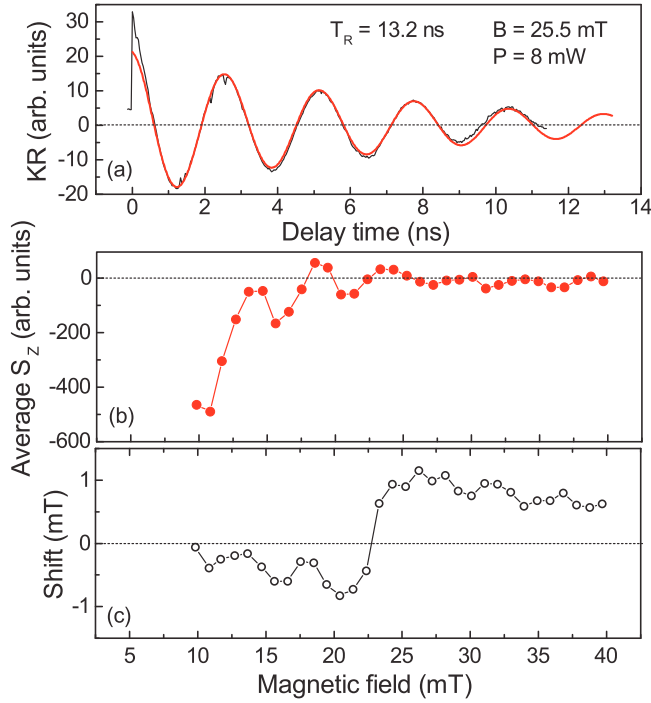 T_R = 13.2 ns B = 25.5 mT
P = 8 mW
KR (arb. units)
30
20
10
0
-10
-20
(a)
0 2 4 6 8 10 12 14
Delay time (ns)
Average S_Z (arb. units)
0
-200
-400
-600
(b)
Shift (mT)
1
0
-1
(c)
5 10 15 20 25 30 35 40
Magnetic field (mT)